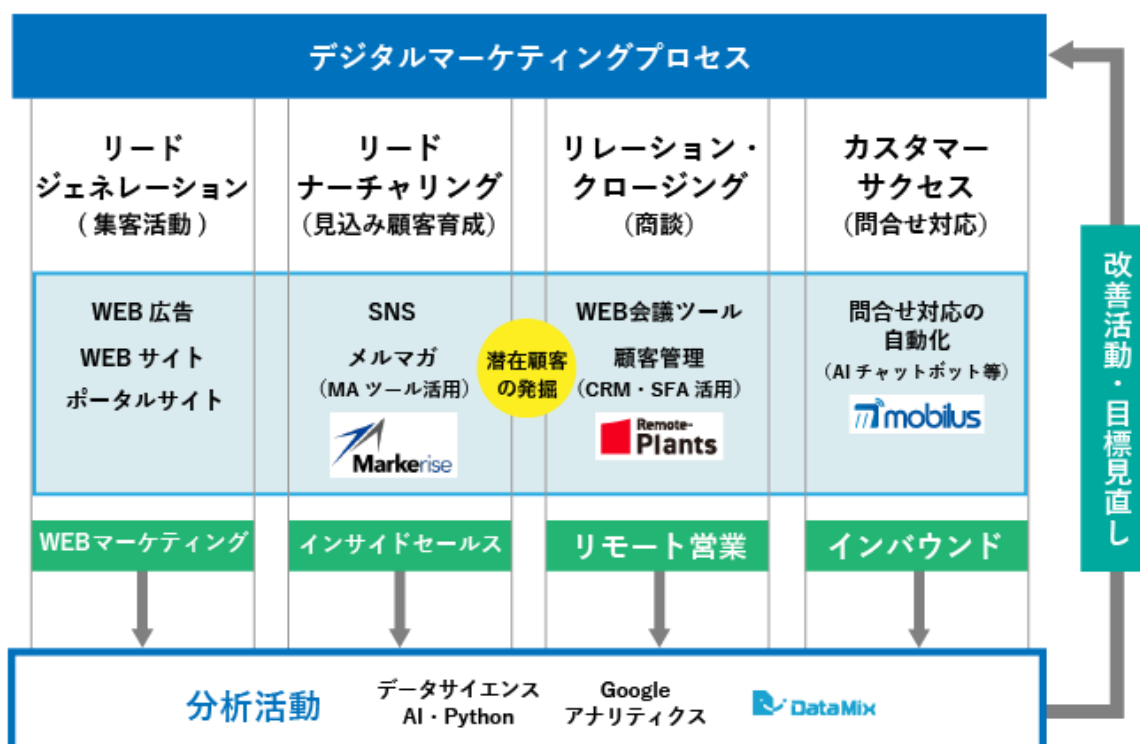 デジタルマーケティングプロセス
リード
ジェネレーション
( 集客活動 )
リード
ナーチャリング
(見込み顧客育成)
リレーション・
クロージング
(商談)
カスタマー
サクセス
(問合せ対応)
WEB 広告
WEB サイト
ポータルサイト
SNS
メルマガ
(MA ツール活用)
Markerise
潜在顧客
の発掘
WEB会議ツール
顧客管理
(CRM・SFA 活用)
Remote-
Plants
問合せ対応の
自動化
(AI チャットボット等)
mobilus
WEBマーケティング
インサイドセールス
リモート営業
インバウンド
分析活動
データサイエンス
AI・Python
Google
アナリティクス
DataMix
改善活動・目標見直し